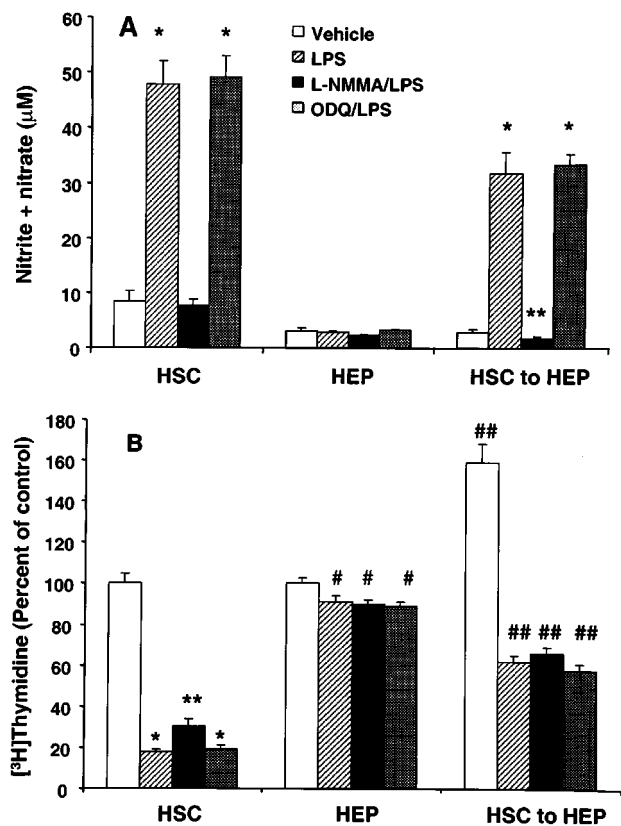 A
Vehicle
LPS
L-NMMA/LPS
ODQ/LPS
Nitrite + nitrate (µM)
60
50
40
30
20
10
0
* * * ** *
HSC HEP HSC to HEP
B
[³H]Thymidine (Percent of control)
180
160
140
120
100
80
60
40
20
0
* ** * # # # ## ## ## ##
HSC HEP HSC to HEP